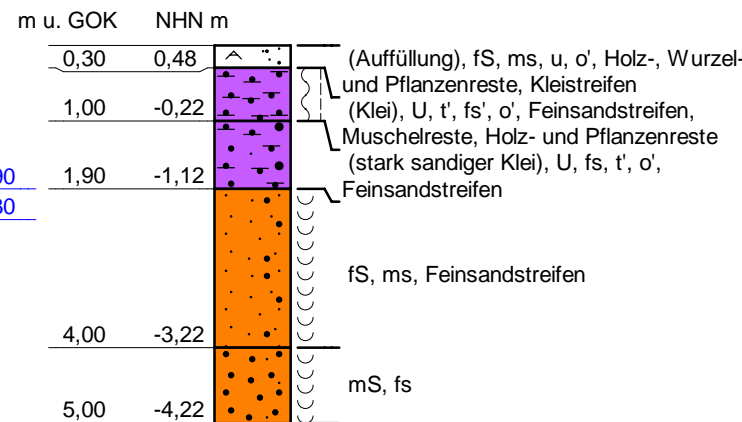 m u. GOK NHN m
0,30 0,48 (Auffüllung), fS, ms, u, o', Holz-, Wurzel-
und Pflanzenreste, Kleistreifen
1,00 -0,22 (Klei), U, t', fs', o', Feinsandstreifen,
Muschelreste, Holz- und Pflanzenreste
90 1,90 -1,12 (stark sandiger Klei), U, fs, t', o',
Feinsandstreifen
fS, ms, Feinsandstreifen
4,00 -3,22
mS, fs
5,00 -4,22